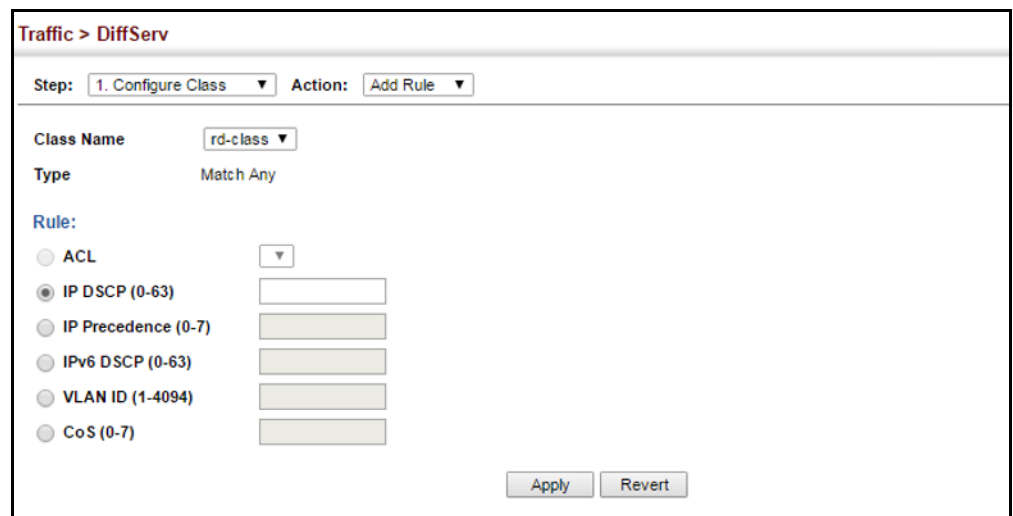 Traffic > DiffServ
Step: 1. Configure Class Action: Add Rule
Class Name rd-class
Type Match Any
Rule:
ACL
IP DSCP (0-63)
IP Precedence (0-7)
IPv6 DSCP (0-63)
VLAN ID (1-4094)
CoS (0-7)
Apply Revert